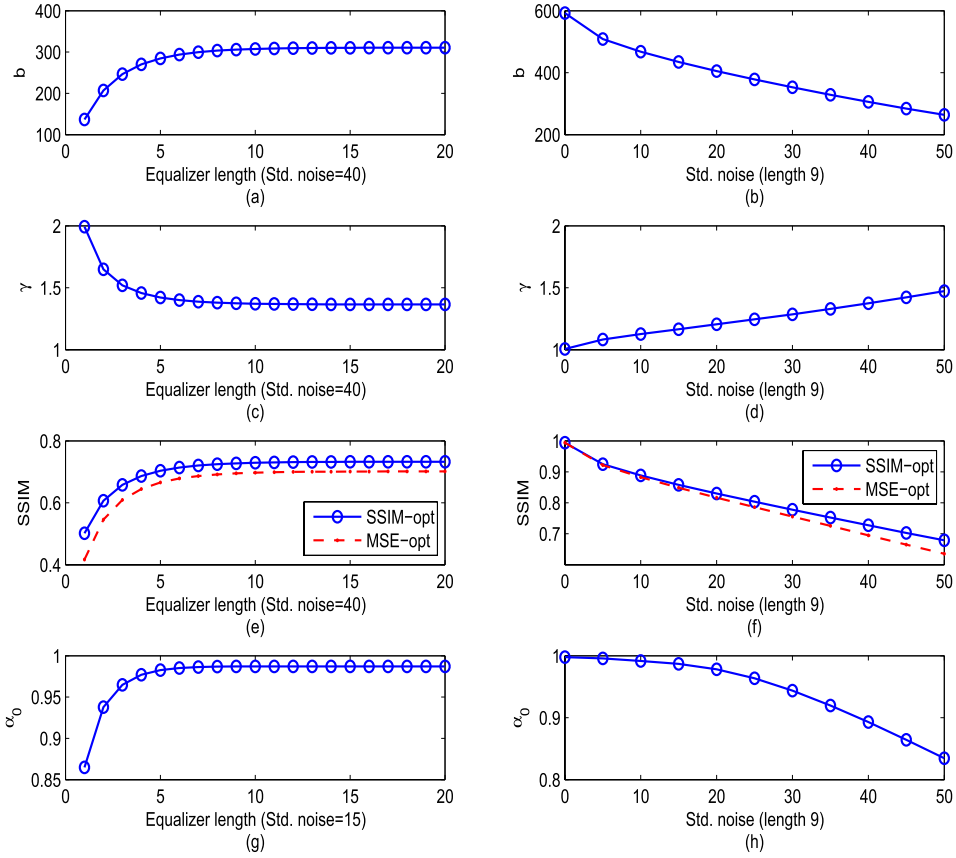 400
300
200
100
b
0
5
10
15
20
Equalizer length (Std. noise=40)
(a)
600
400
200
b
0
10
20
30
40
50
Std. noise (length 9)
(b)
2
1.5
1
γ
0
5
10
15
20
Equalizer length (Std. noise=40)
(c)
2
1.5
1
γ
0
10
20
30
40
50
Std. noise (length 9)
(d)
0.8
0.6
0.4
SSIM
SSIM−opt
MSE−opt
0
5
10
15
20
Equalizer length (Std. noise=40)
(e)
1
0.9
0.8
0.7
SSIM
SSIM−opt
MSE−opt
0
10
20
30
40
50
Std. noise (length 9)
(f)
1
0.95
0.9
0.85
α0
0
5
10
15
20
Equalizer length (Std. noise=15)
(g)
1
0.9
0.8
α0
0
10
20
30
40
50
Std. noise (length 9)
(h)